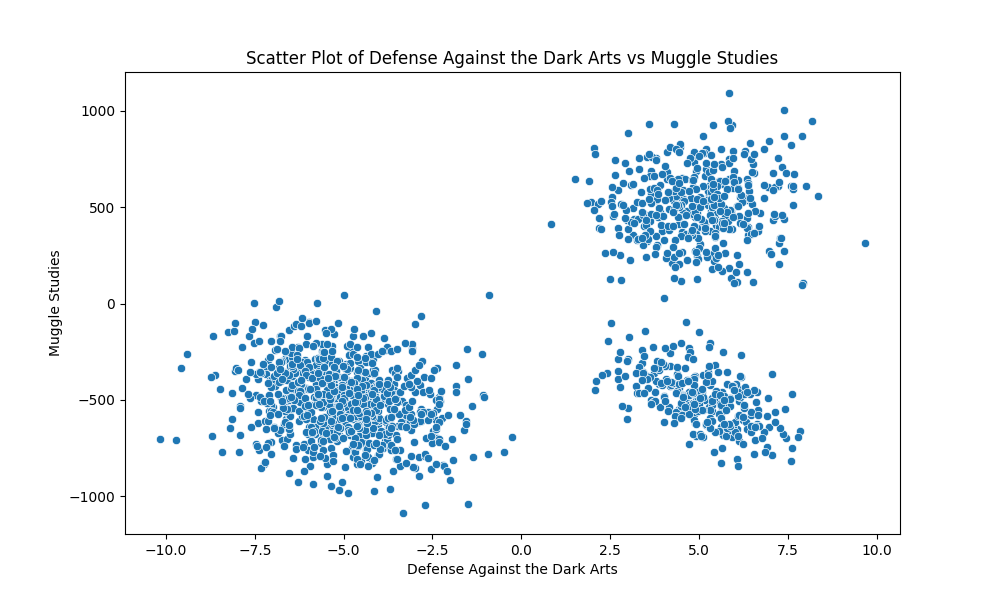 Scatter Plot of Defense Against the Dark Arts vs Muggle Studies
1000
500
0
−500
−1000
Muggle Studies
−10.0 −7.5 −5.0 −2.5 0.0 2.5 5.0 7.5 10.0
Defense Against the Dark Arts